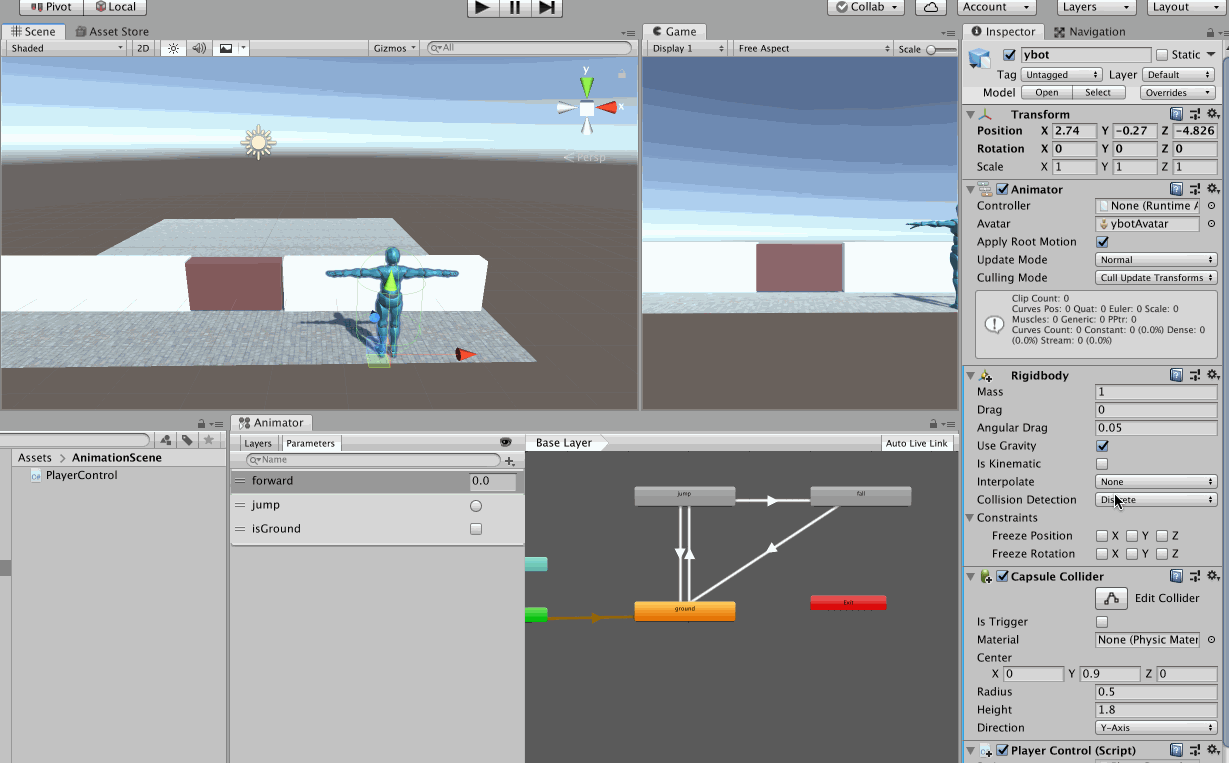 Pivot Local Collab Account Layers Layout
Scene Asset Store
Shaded 2D Gizmos All
y
x
Persp
Game
Display 1 Free Aspect Scale
Inspector Navigation
ybot Static
Tag Untagged Layer Default
Model Open Select Overrides
Transform
Position X 2.74 Y -0.27 Z -4.826
Rotation X 0 Y 0 Z 0
Scale X 1 Y 1 Z 1
Animator
Controller None (Runtime A
Avatar ybotAvatar
Apply Root Motion
Update Mode Normal
Culling Mode Cull Update Transforms
Clip Count: 0
Curves Pos: 0 Quat: 0 Euler: 0 Scale: 0
Muscles: 0 Generic: 0 PPtr: 0
Curves Count: 0 Constant: 0 (0.0%) Dense: 0
(0.0%) Stream: 0 (0.0%)
Rigidbody
Mass 1
Drag 0
Angular Drag 0.05
Use Gravity
Is Kinematic
Interpolate None
Collision Detection Discrete
Constraints
Freeze Position X Y Z
Freeze Rotation X Y Z
Capsule Collider
Edit Collider
Is Trigger
Material None (Physic Mater
Center
X 0 Y 0.9 Z 0
Radius 0.5
Height 1.8
Direction Y-Axis
Player Control (Script)
Assets > AnimationScene
C#
PlayerControl
Animator
Layers Parameters
Name
forward 0.0
jump
isGround
Base Layer Auto Live Link
jump fall
ground Exit